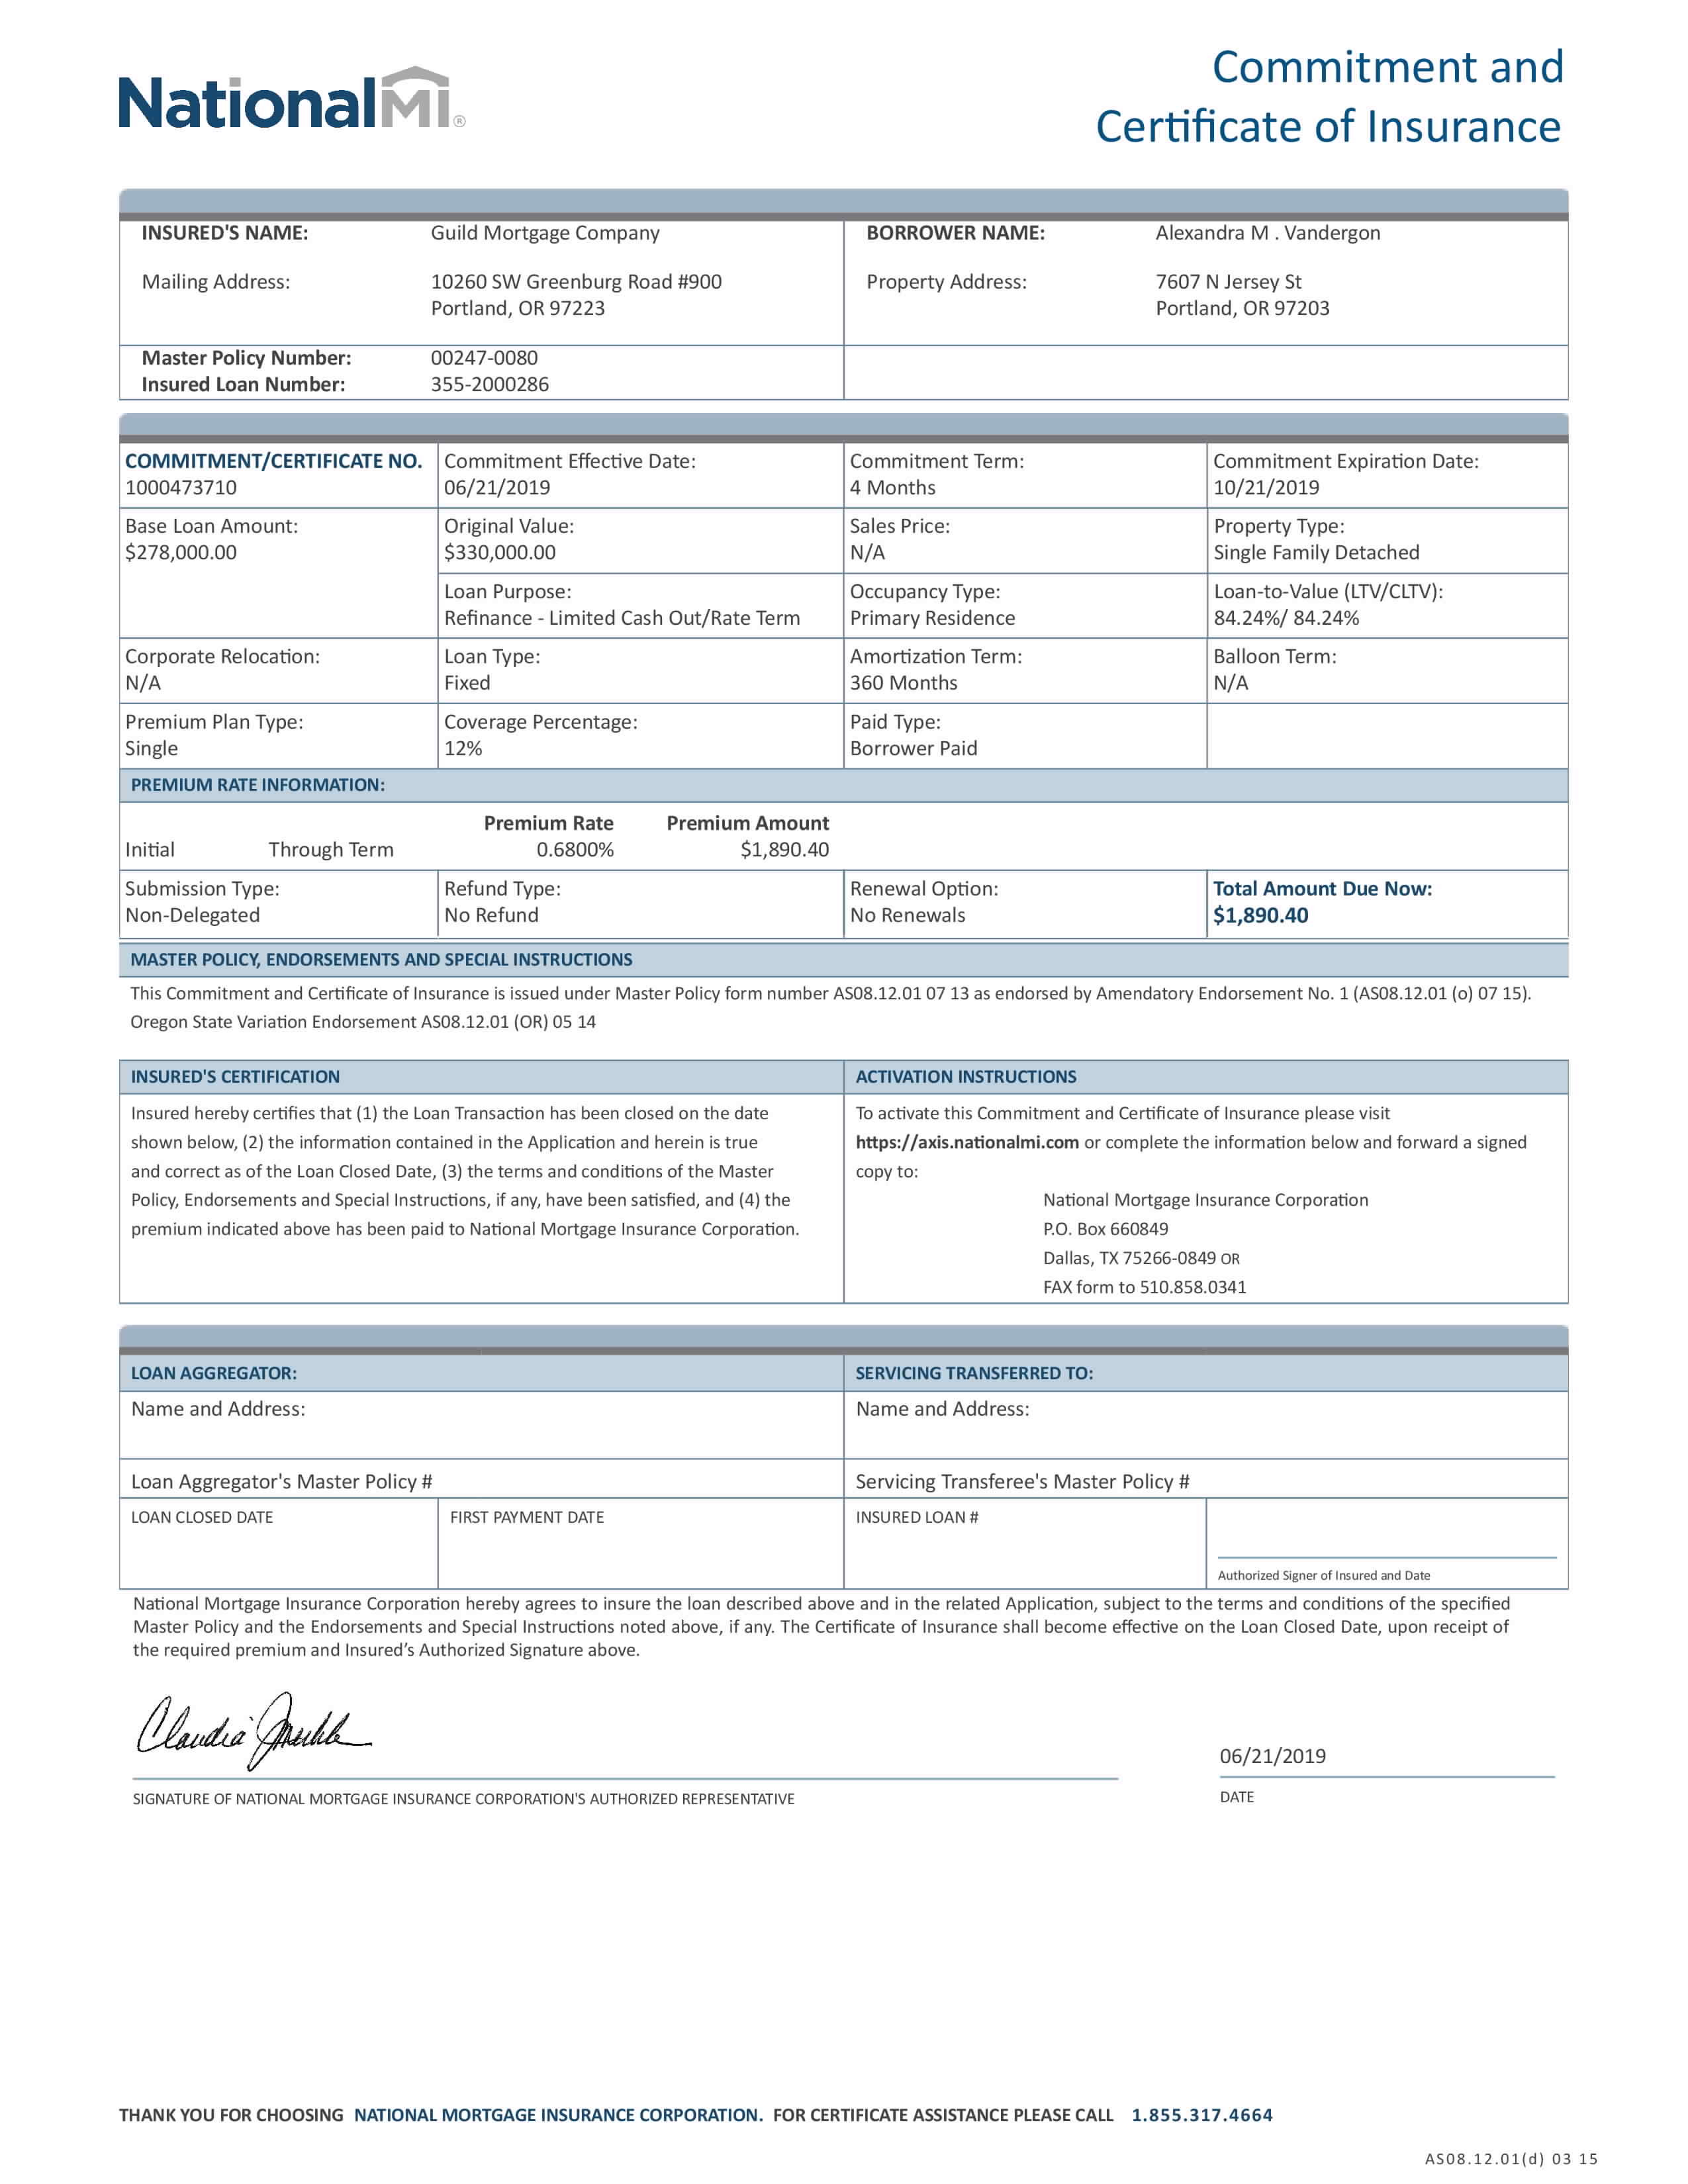 NationalMI®
Commitment and
Certificate of Insurance
INSURED'S NAME: Guild Mortgage Company
Mailing Address: 10260 SW Greenburg Road #900
Portland, OR 97223
BORROWER NAME: Alexandra M . Vandergon
Property Address: 7607 N Jersey St
Portland, OR 97203
Master Policy Number: 00247-0080
Insured Loan Number: 355-2000286
COMMITMENT/CERTIFICATE NO. Commitment Effective Date: Commitment Term: Commitment Expiration Date:
1000473710 06/21/2019 4 Months 10/21/2019
Base Loan Amount: Original Value: Sales Price: Property Type:
$278,000.00 $330,000.00 N/A Single Family Detached
Loan Purpose: Occupancy Type: Loan-to-Value (LTV/CLTV):
Refinance - Limited Cash Out/Rate Term Primary Residence 84.24%/ 84.24%
Corporate Relocation: Loan Type: Amortization Term: Balloon Term:
N/A Fixed 360 Months N/A
Premium Plan Type: Coverage Percentage: Paid Type:
Single 12% Borrower Paid
PREMIUM RATE INFORMATION:
Premium Rate Premium Amount
Initial Through Term 0.6800% $1,890.40
Submission Type: Refund Type: Renewal Option: Total Amount Due Now:
Non-Delegated No Refund No Renewals $1,890.40
MASTER POLICY, ENDORSEMENTS AND SPECIAL INSTRUCTIONS
This Commitment and Certificate of Insurance is issued under Master Policy form number AS08.12.01 07 13 as endorsed by Amendatory Endorsement No. 1 (AS08.12.01 (o) 07 15).
Oregon State Variation Endorsement AS08.12.01 (OR) 05 14
INSURED'S CERTIFICATION
Insured hereby certifies that (1) the Loan Transaction has been closed on the date
shown below, (2) the information contained in the Application and herein is true
and correct as of the Loan Closed Date, (3) the terms and conditions of the Master
Policy, Endorsements and Special Instructions, if any, have been satisfied, and (4) the
premium indicated above has been paid to National Mortgage Insurance Corporation.
ACTIVATION INSTRUCTIONS
To activate this Commitment and Certificate of Insurance please visit
https://axis.nationalmi.com or complete the information below and forward a signed
copy to:
National Mortgage Insurance Corporation
P.O. Box 660849
Dallas, TX 75266-0849 OR
FAX form to 510.858.0341
LOAN AGGREGATOR: SERVICING TRANSFERRED TO:
Name and Address: Name and Address:
Loan Aggregator's Master Policy # Servicing Transferee's Master Policy #
LOAN CLOSED DATE FIRST PAYMENT DATE INSURED LOAN #
Authorized Signer of Insured and Date
National Mortgage Insurance Corporation hereby agrees to insure the loan described above and in the related Application, subject to the terms and conditions of the specified
Master Policy and the Endorsements and Special Instructions noted above, if any. The Certificate of Insurance shall become effective on the Loan Closed Date, upon receipt of
the required premium and Insured's Authorized Signature above.
Claudia
06/21/2019
SIGNATURE OF NATIONAL MORTGAGE INSURANCE CORPORATION'S AUTHORIZED REPRESENTATIVE DATE
THANK YOU FOR CHOOSING NATIONAL MORTGAGE INSURANCE CORPORATION. FOR CERTIFICATE ASSISTANCE PLEASE CALL 1.855.317.4664
AS08.12.01(d) 03 15